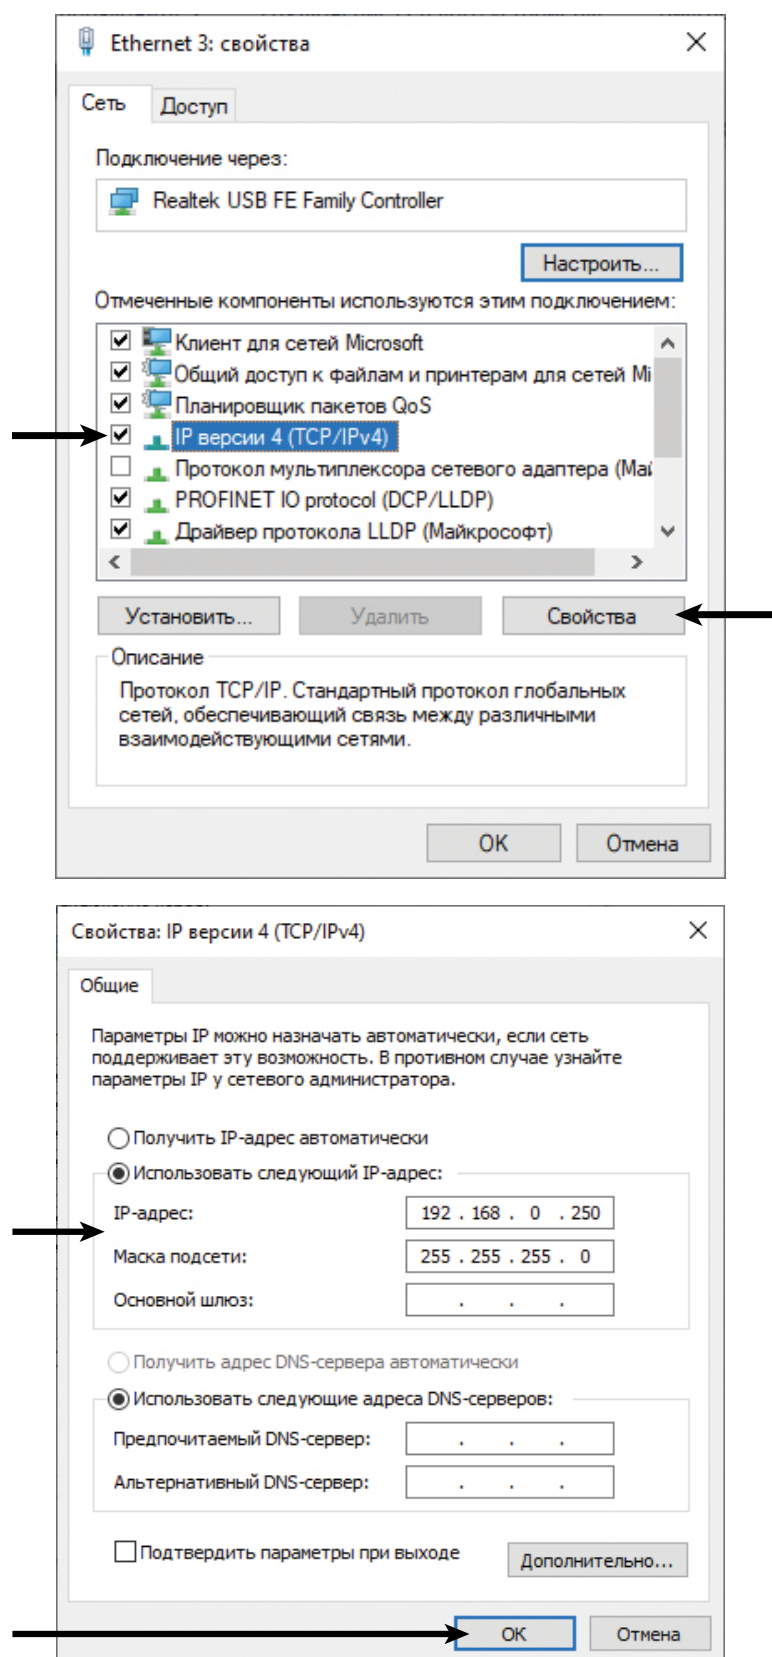 Ethernet 3: свойства
Сеть
Доступ
Подключение через:
Realtek USB FE Family Controller
Настроить...
Отмеченные компоненты используются этим подключением:
Клиент для сетей Microsoft
Общий доступ к файлам и принтерам для сетей Mi
Планировщик пакетов QoS
IP версии 4 (TCP/IPv4)
Протокол мультиплексора сетевого адаптера (Май
PROFINET IO protocol (DCP/LLDP)
Драйвер протокола LLDP (Майкрософт)
Установить...
Удалить
Свойства
Описание
Протокол TCP/IP. Стандартный протокол глобальных
сетей, обеспечивающий связь между различными
взаимодействующими сетями.
OK
Отмена
Свойства: IP версии 4 (TCP/IPv4)
Общие
Параметры IP можно назначать автоматически, если сеть
поддерживает эту возможность. В противном случае узнайте
параметры IP у сетевого администратора.
Получить IP-адрес автоматически
Использовать следующий IP-адрес:
IP-адрес: 192 . 168 . 0 . 250
Маска подсети: 255 . 255 . 255 . 0
Основной шлюз: . . .
Получить адрес DNS-сервера автоматически
Использовать следующие адреса DNS-серверов:
Предпочитаемый DNS-сервер: . . .
Альтернативный DNS-сервер: . . .
Подтвердить параметры при выходе
Дополнительно...
OK
Отмена